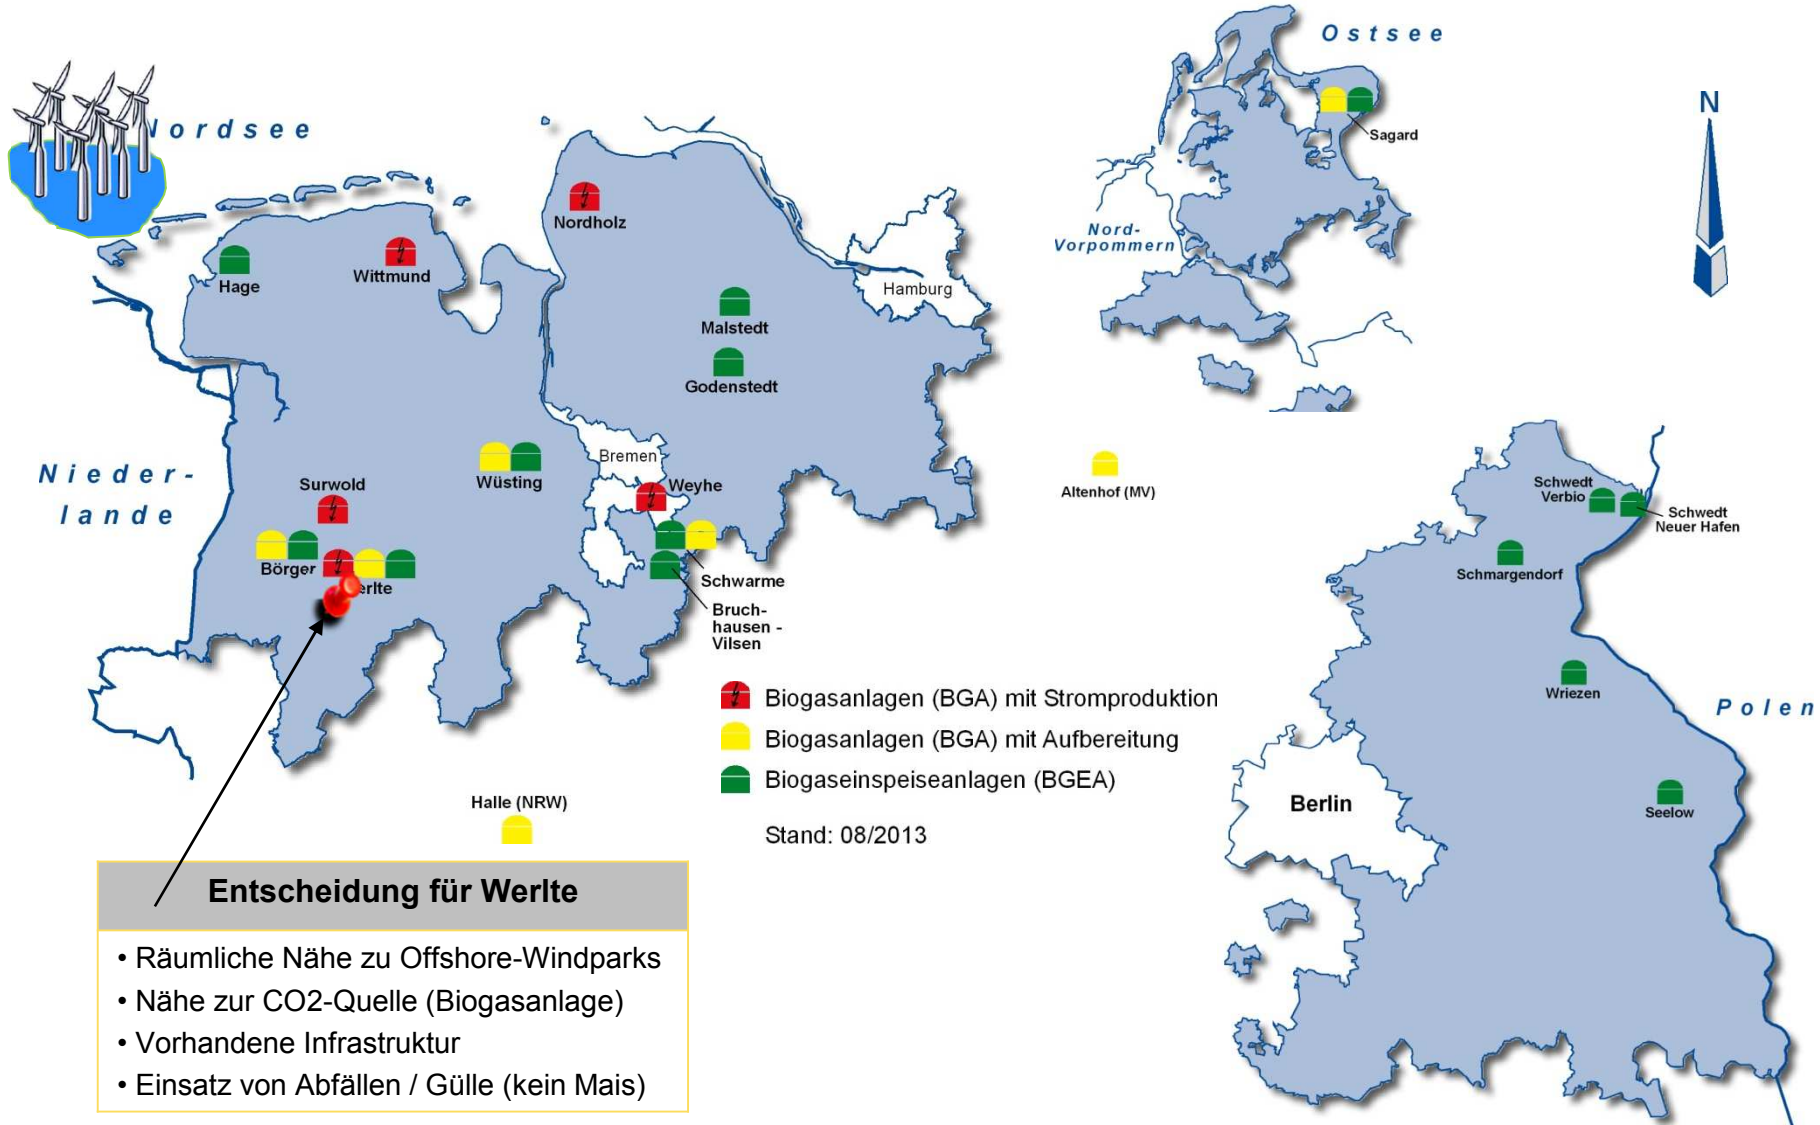 Ostsee
N
Nordsee
Sagard
Nordholz
Nord-
Vorpommern
Hage
Wittmund
Hamburg
Malstedt
Godenstedt
Nieder-
lande
Bremen
Surwold
Wüsting
Weyhe
Altenhof (MV)
Schwedt
Verbio
Schwedt
Neuer Hafen
Börger
erlte
Schwarme
Schmargendorf
Bruch-
hausen -
Vilsen
Wriezen
Polen
Biogasanlagen (BGA) mit Stromproduktion
Biogasanlagen (BGA) mit Aufbereitung
Biogaseinspeiseanlagen (BGEA)
Stand: 08/2013
Halle (NRW)
Berlin
Seelow
Entscheidung für Werlte
• Räumliche Nähe zu Offshore-Windparks
• Nähe zur CO2-Quelle (Biogasanlage)
• Vorhandene Infrastruktur
• Einsatz von Abfällen / Gülle (kein Mais)